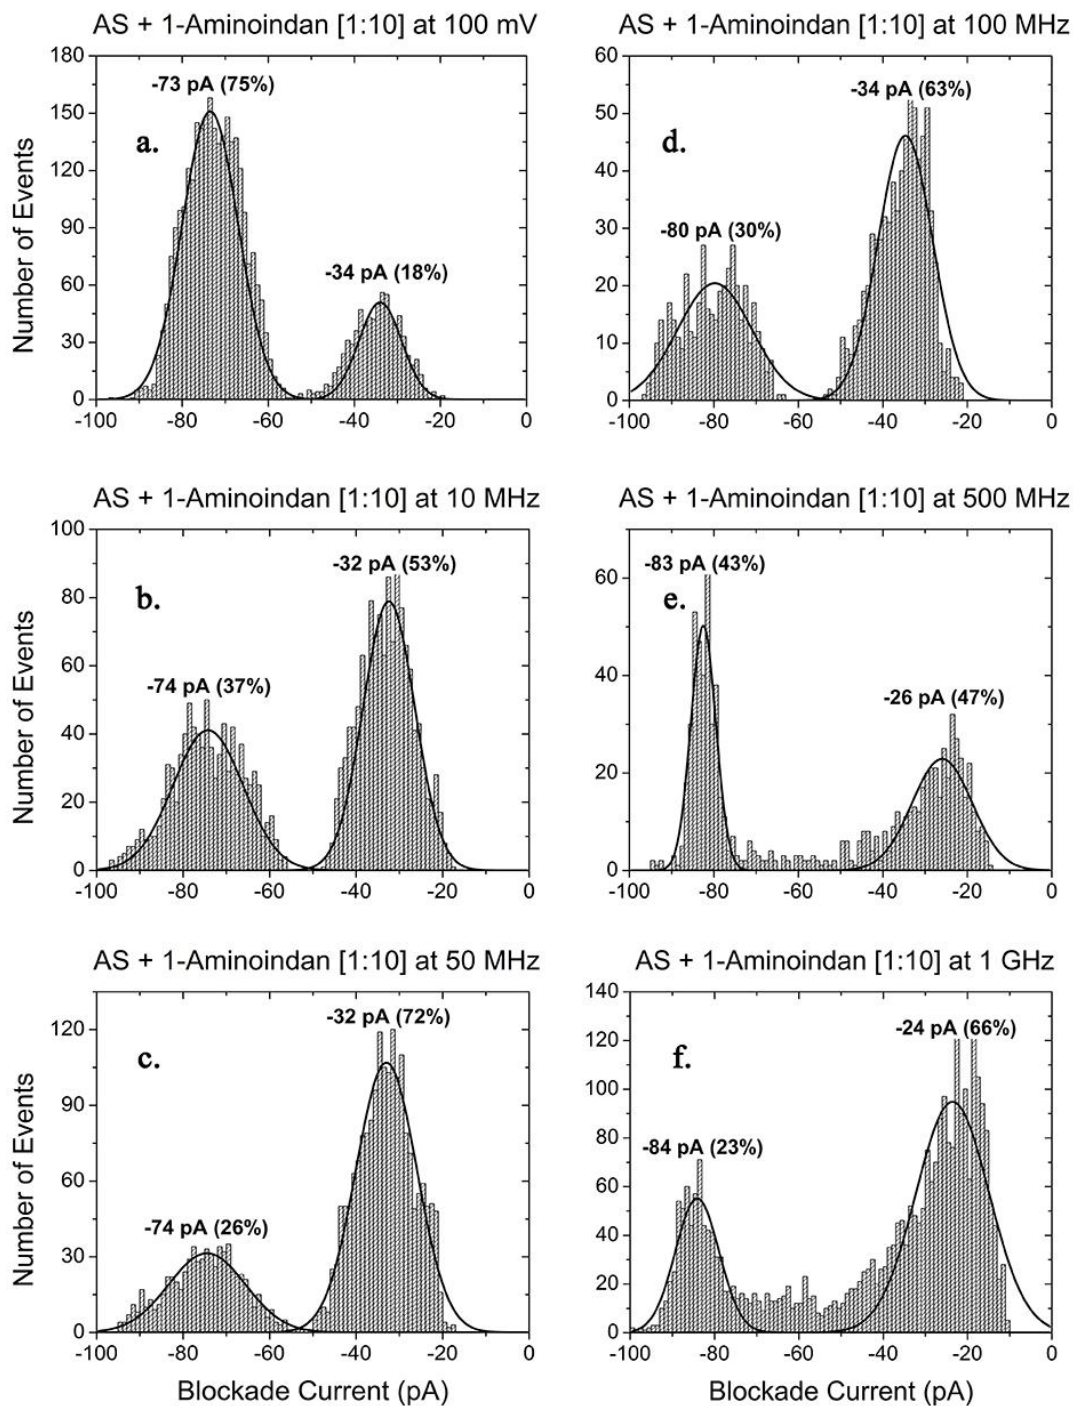 AS + 1-Aminoindan [1:10] at 100 mV
180
150
120
90
60
30
0
-100
-80
-60
-40
-20
0
Number of Events
a.
-73 pA (75%)
-34 pA (18%)
AS + 1-Aminoindan [1:10] at 100 MHz
60
50
40
30
20
10
0
-100
-80
-60
-40
-20
0
d.
-34 pA (63%)
-80 pA (30%)
AS + 1-Aminoindan [1:10] at 10 MHz
100
80
60
40
20
0
-100
-80
-60
-40
-20
0
Number of Events
b.
-32 pA (53%)
-74 pA (37%)
AS + 1-Aminoindan [1:10] at 500 MHz
60
40
20
0
-100
-80
-60
-40
-20
0
e.
-83 pA (43%)
-26 pA (47%)
AS + 1-Aminoindan [1:10] at 50 MHz
120
90
60
30
0
-100
-80
-60
-40
-20
0
Number of Events
c.
-32 pA (72%)
-74 pA (26%)
Blockade Current (pA)
AS + 1-Aminoindan [1:10] at 1 GHz
140
120
100
80
60
40
20
0
-100
-80
-60
-40
-20
0
f.
-24 pA (66%)
-84 pA (23%)
Blockade Current (pA)